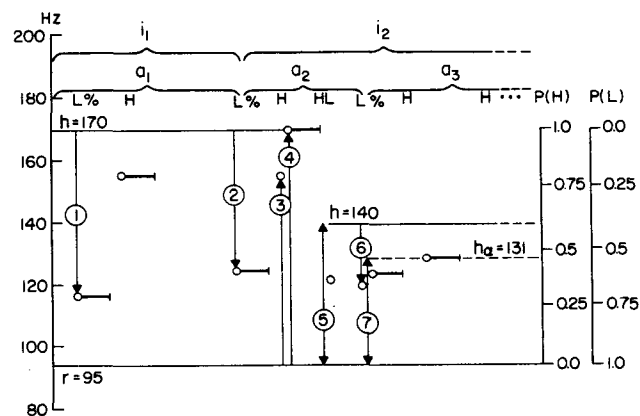 Hz
i₁ i₂
200
a₁ a₂ a₃
180 L% H L% H HL L% H H ... P(H) P(L)
h=170 1.0 0.0
④
160 ③ 0.75 0.25
① ② h=140
140 ⑥ hα=131 0.5 0.5
120 0.25 0.75
⑤ ⑦
100
0.0 1.0
r=95
80